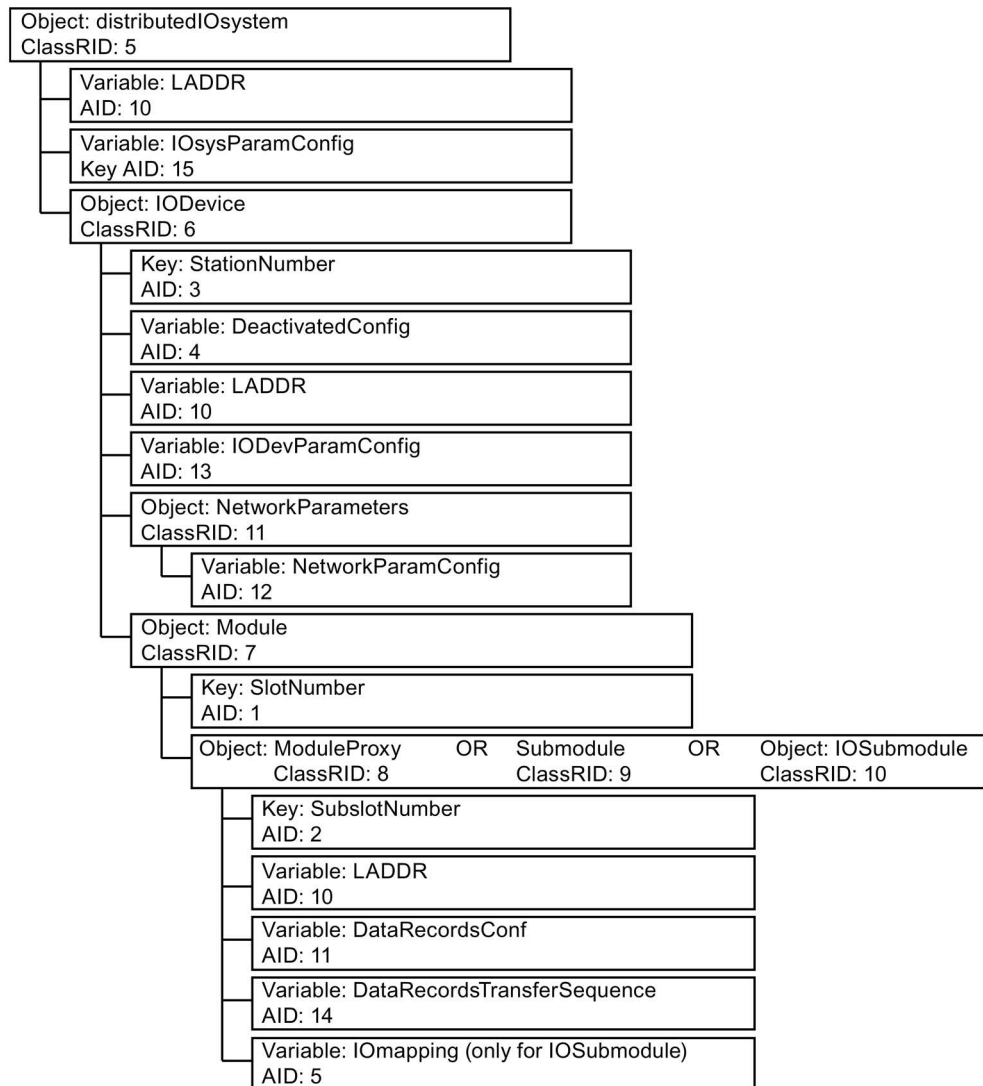 Object: distributedIOsystem
ClassRID: 5
Variable: LADDR
AID: 10
Variable: IOsysParamConfig
Key AID: 15
Object: IODevice
ClassRID: 6
Key: StationNumber
AID: 3
Variable: DeactivatedConfig
AID: 4
Variable: LADDR
AID: 10
Variable: IODevParamConfig
AID: 13
Object: NetworkParameters
ClassRID: 11
Variable: NetworkParamConfig
AID: 12
Object: Module
ClassRID: 7
Key: SlotNumber
AID: 1
Object: ModuleProxy OR Submodule OR Object: IOSubmodule
ClassRID: 8 ClassRID: 9 ClassRID: 10
Key: SubslotNumber
AID: 2
Variable: LADDR
AID: 10
Variable: DataRecordsConf
AID: 11
Variable: DataRecordsTransferSequence
AID: 14
Variable: IOmapping (only for IOSubmodule)
AID: 5